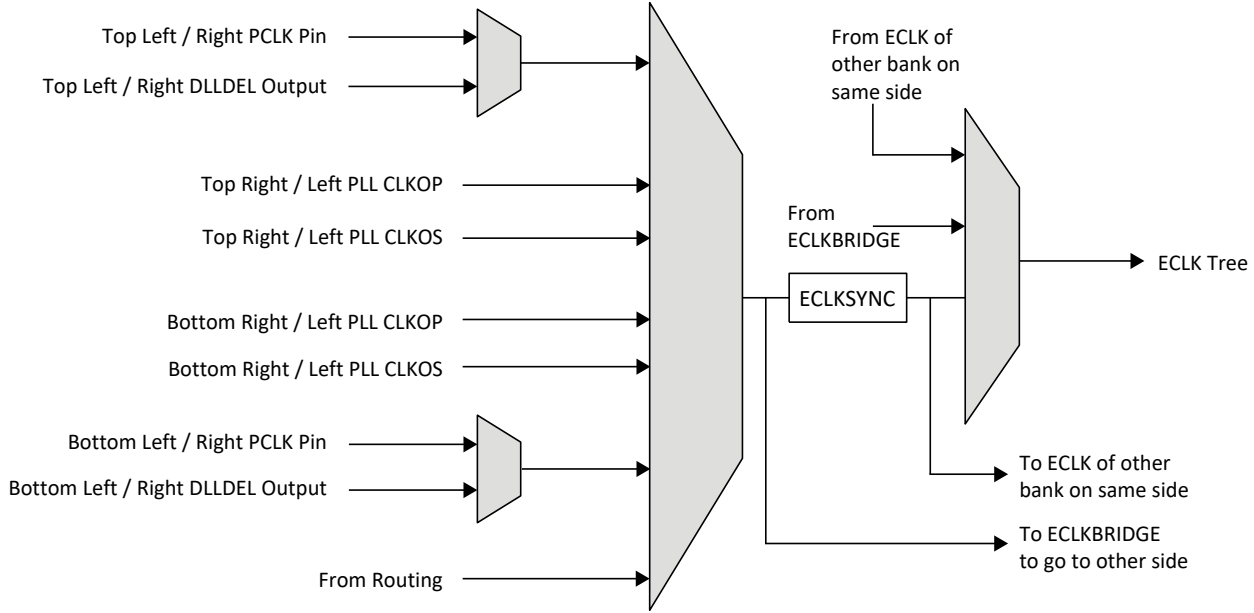 Top Left / Right PCLK Pin
Top Left / Right DLLDEL Output
Top Right / Left PLL CLKOP
Top Right / Left PLL CLKOS
Bottom Right / Left PLL CLKOP
Bottom Right / Left PLL CLKOS
Bottom Left / Right PCLK Pin
Bottom Left / Right DLLDEL Output
From Routing
From ECLK of
other bank on
same side
From
ECLKBRIDGE
ECLKSYNC
ECLK Tree
To ECLK of other
bank on same side
To ECLKBRIDGE
to go to other side